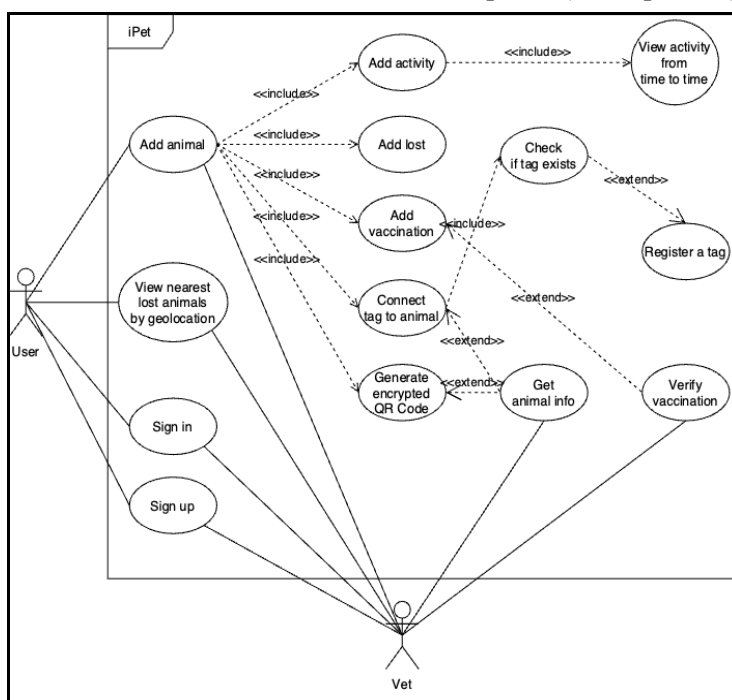 iPet
Add activity
<<include>>
View activity
from
time to time
<<include>>
Add animal
<<include>>
Add lost
Check
if tag exists
<<include>>
<<extend>>
<<include>>
Add
vaccination
<<include>>
<<include>>
Register a tag
View nearest
lost animals
by geolocation
Connect
tag to animal
<<extend>>
User
<<extend>>
Generate
encrypted
QR Code
<<extend>>
Get
animal info
Verify
vaccination
Sign in
Sign up
Vet